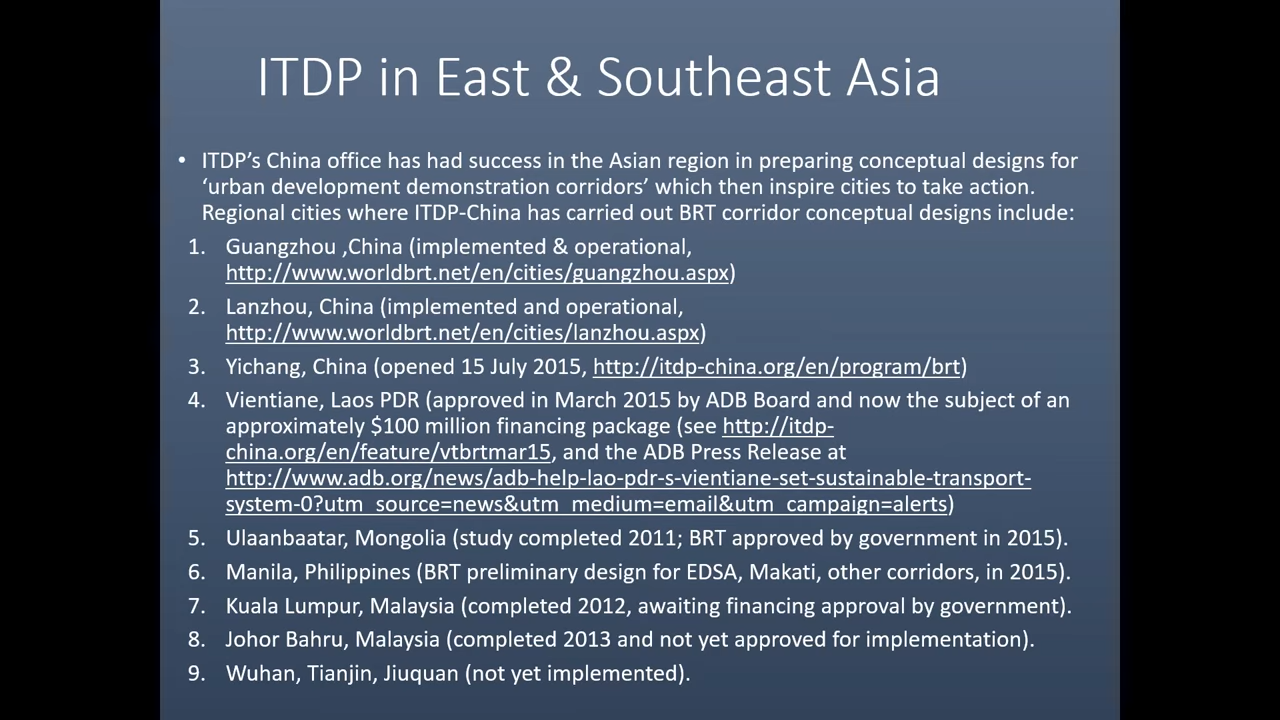 ITDP in East & Southeast Asia
• ITDP’s China office has had success in the Asian region in preparing conceptual designs for
‘urban development demonstration corridors’ which then inspire cities to take action.
Regional cities where ITDP-China has carried out BRT corridor conceptual designs include:
1. Guangzhou ,China (implemented & operational,
http://www.worldbrt.net/en/cities/guangzhou.aspx)
2. Lanzhou, China (implemented and operational,
http://www.worldbrt.net/en/cities/lanzhou.aspx)
3. Yichang, China (opened 15 July 2015, http://itdp-china.org/en/program/brt)
4. Vientiane, Laos PDR (approved in March 2015 by ADB Board and now the subject of an
approximately $100 million financing package (see http://itdp-
china.org/en/feature/vtbrtmar15, and the ADB Press Release at
http://www.adb.org/news/adb-help-lao-pdr-s-vientiane-set-sustainable-transport-
system-0?utm_source=news&utm_medium=email&utm_campaign=alerts)
5. Ulaanbaatar, Mongolia (study completed 2011; BRT approved by government in 2015).
6. Manila, Philippines (BRT preliminary design for EDSA, Makati, other corridors, in 2015).
7. Kuala Lumpur, Malaysia (completed 2012, awaiting financing approval by government).
8. Johor Bahru, Malaysia (completed 2013 and not yet approved for implementation).
9. Wuhan, Tianjin, Jiuquan (not yet implemented).